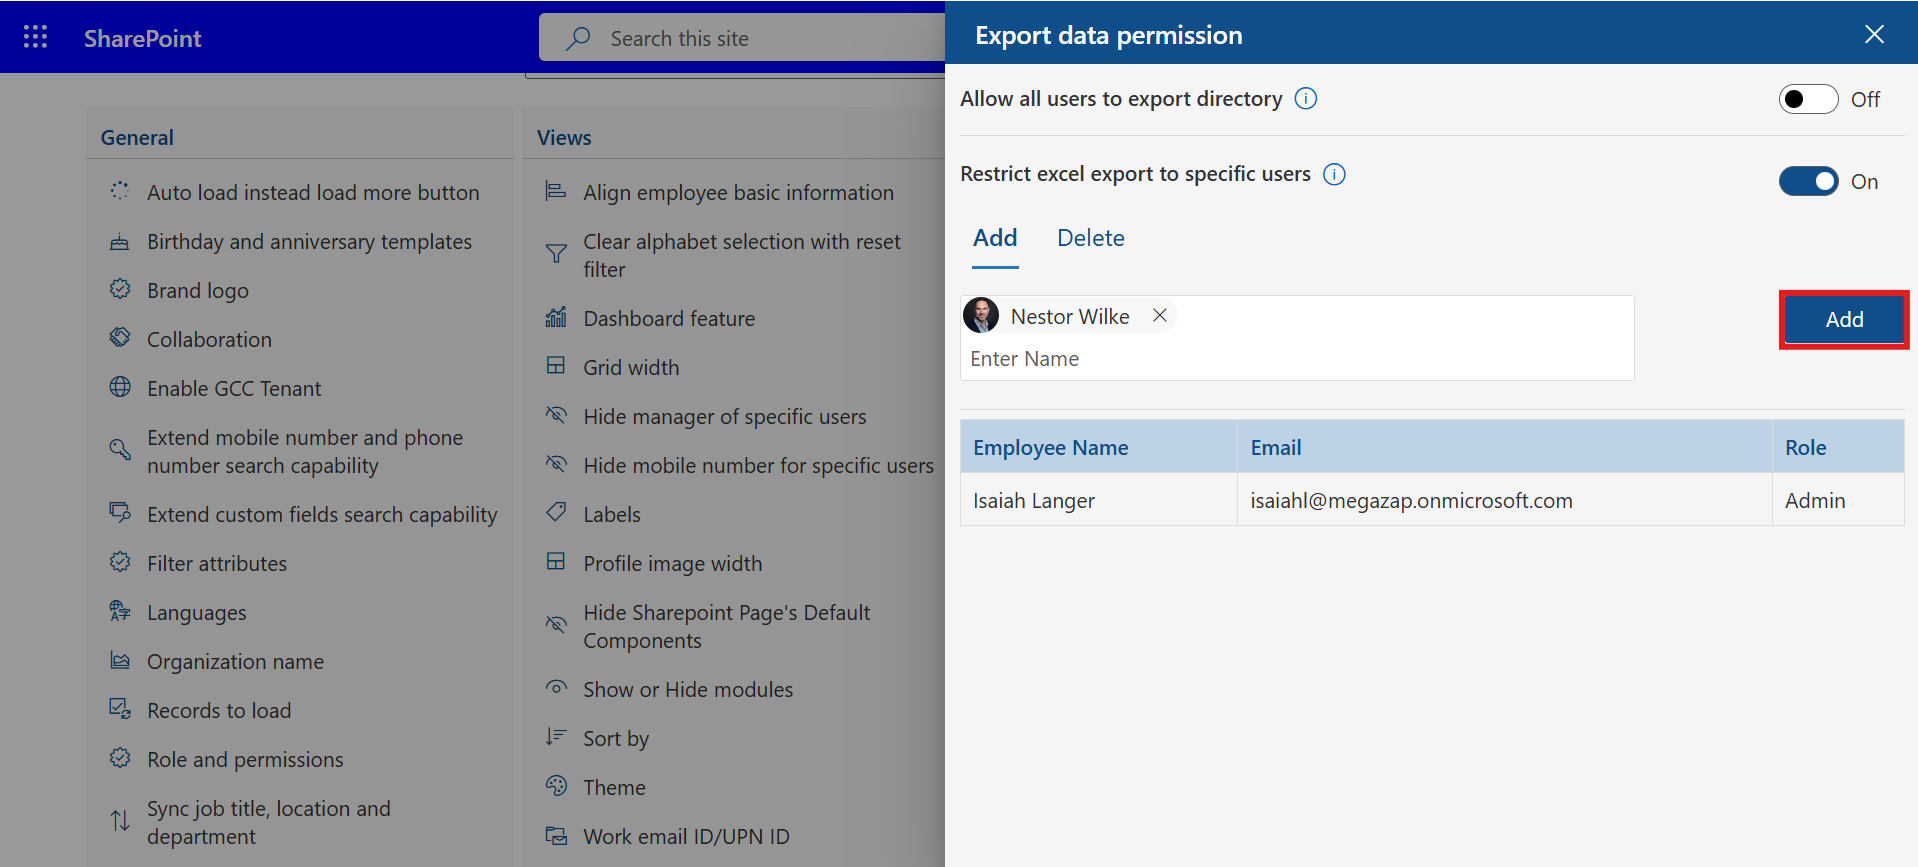 SharePoint
Search this site
General
Auto load instead load more button
Birthday and anniversary templates
Brand logo
Collaboration
Enable GCC Tenant
Extend mobile number and phone
number search capability
Extend custom fields search capability
Filter attributes
Languages
Organization name
Records to load
Role and permissions
Sync job title, location and
department
Views
Align employee basic information
Clear alphabet selection with reset
filter
Dashboard feature
Grid width
Hide manager of specific users
Hide mobile number for specific users
Labels
Profile image width
Hide Sharepoint Page's Default
Components
Show or Hide modules
Sort by
Theme
Work email ID/UPN ID
Export data permission
Allow all users to export directory
Off
Restrict excel export to specific users
On
Add Delete
Nestor Wilke
Enter Name
Add
Employee Name Email Role
Isaiah Langer isaiahl@megazap.onmicrosoft.com Admin